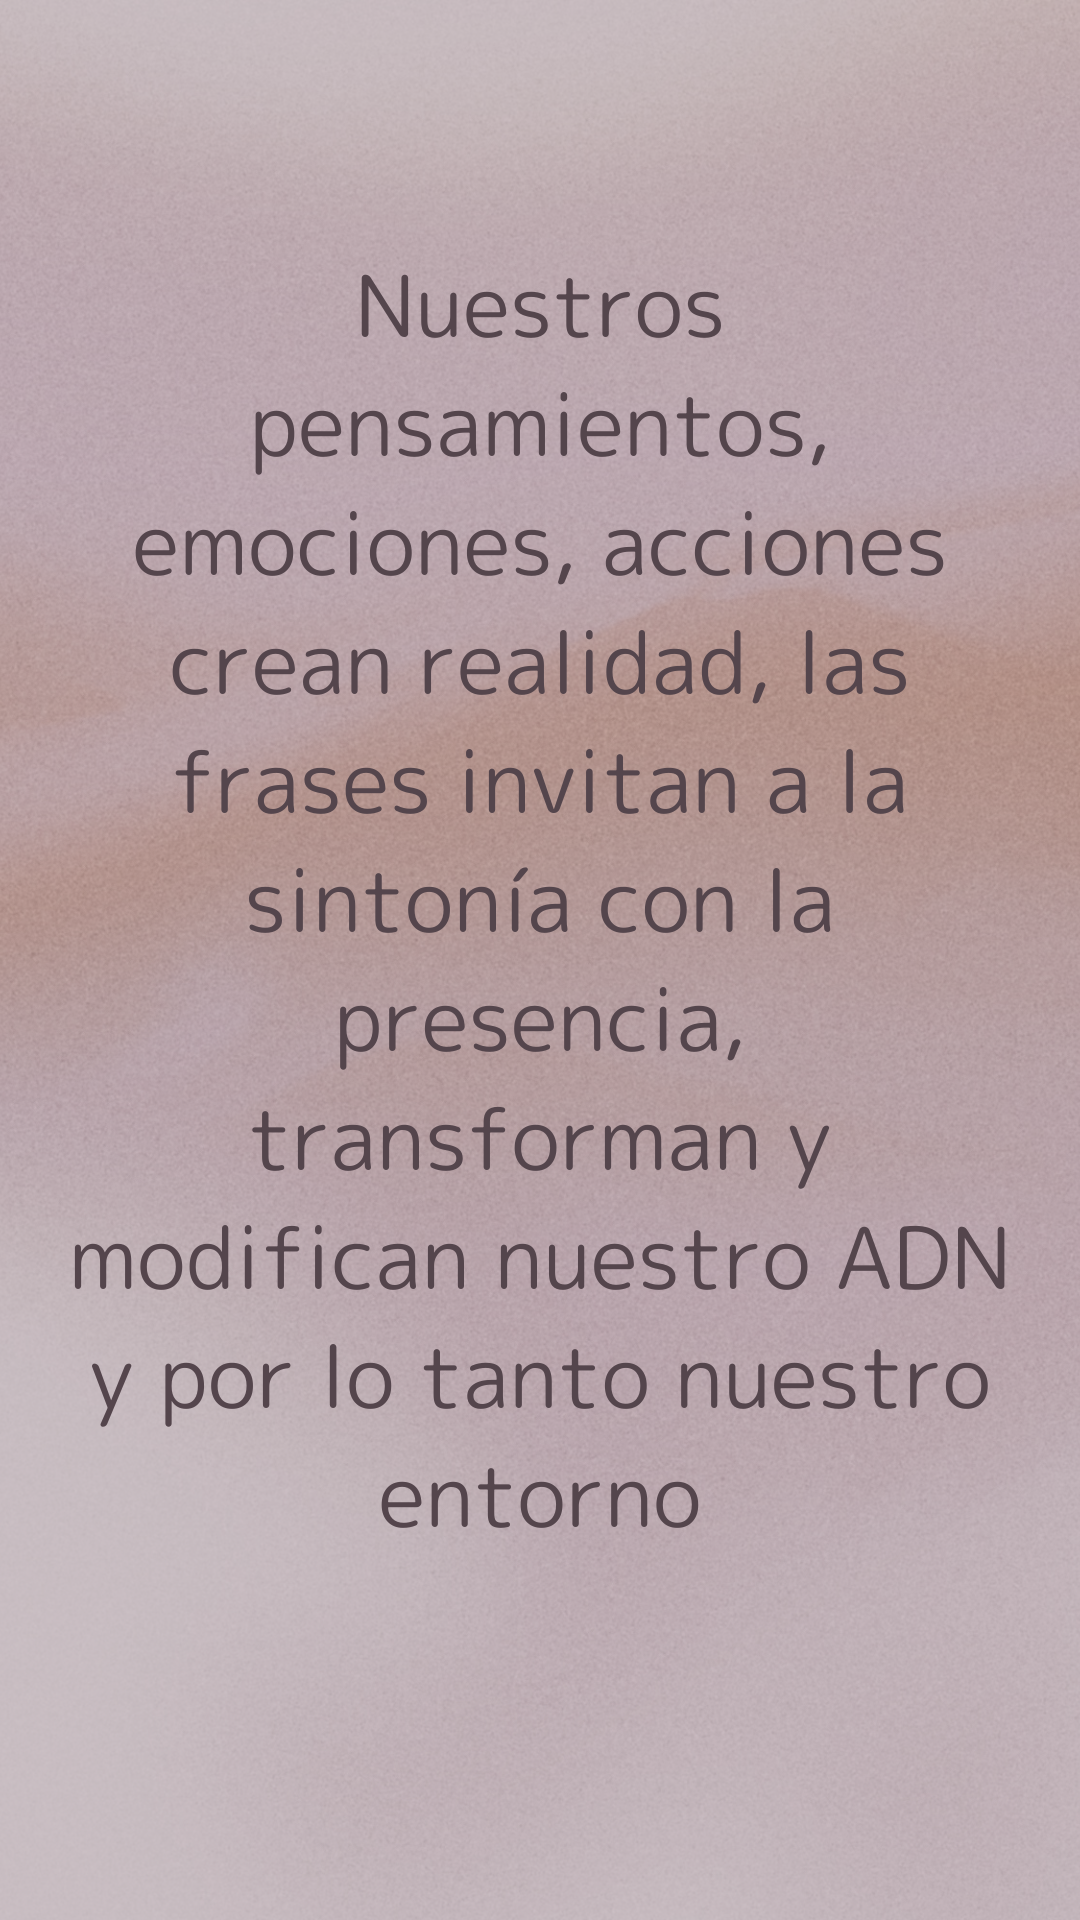 Nuestros
pensamientos,
emociones, acciones
crean realidad, las
frases invitan a la
sintonía con la
presencia,
transforman y
modifican nuestro ADN
y por lo tanto nuestro
entorno